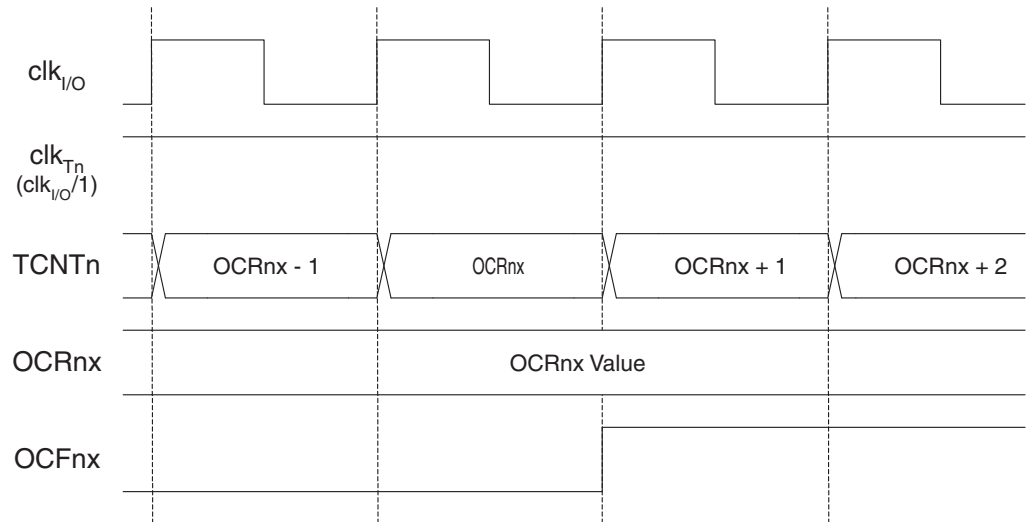 clkI/O
clkTn
(clkI/O/1)
TCNTn
OCRnx - 1
OCRnx
OCRnx + 1
OCRnx + 2
OCRnx
OCRnx Value
OCFnx